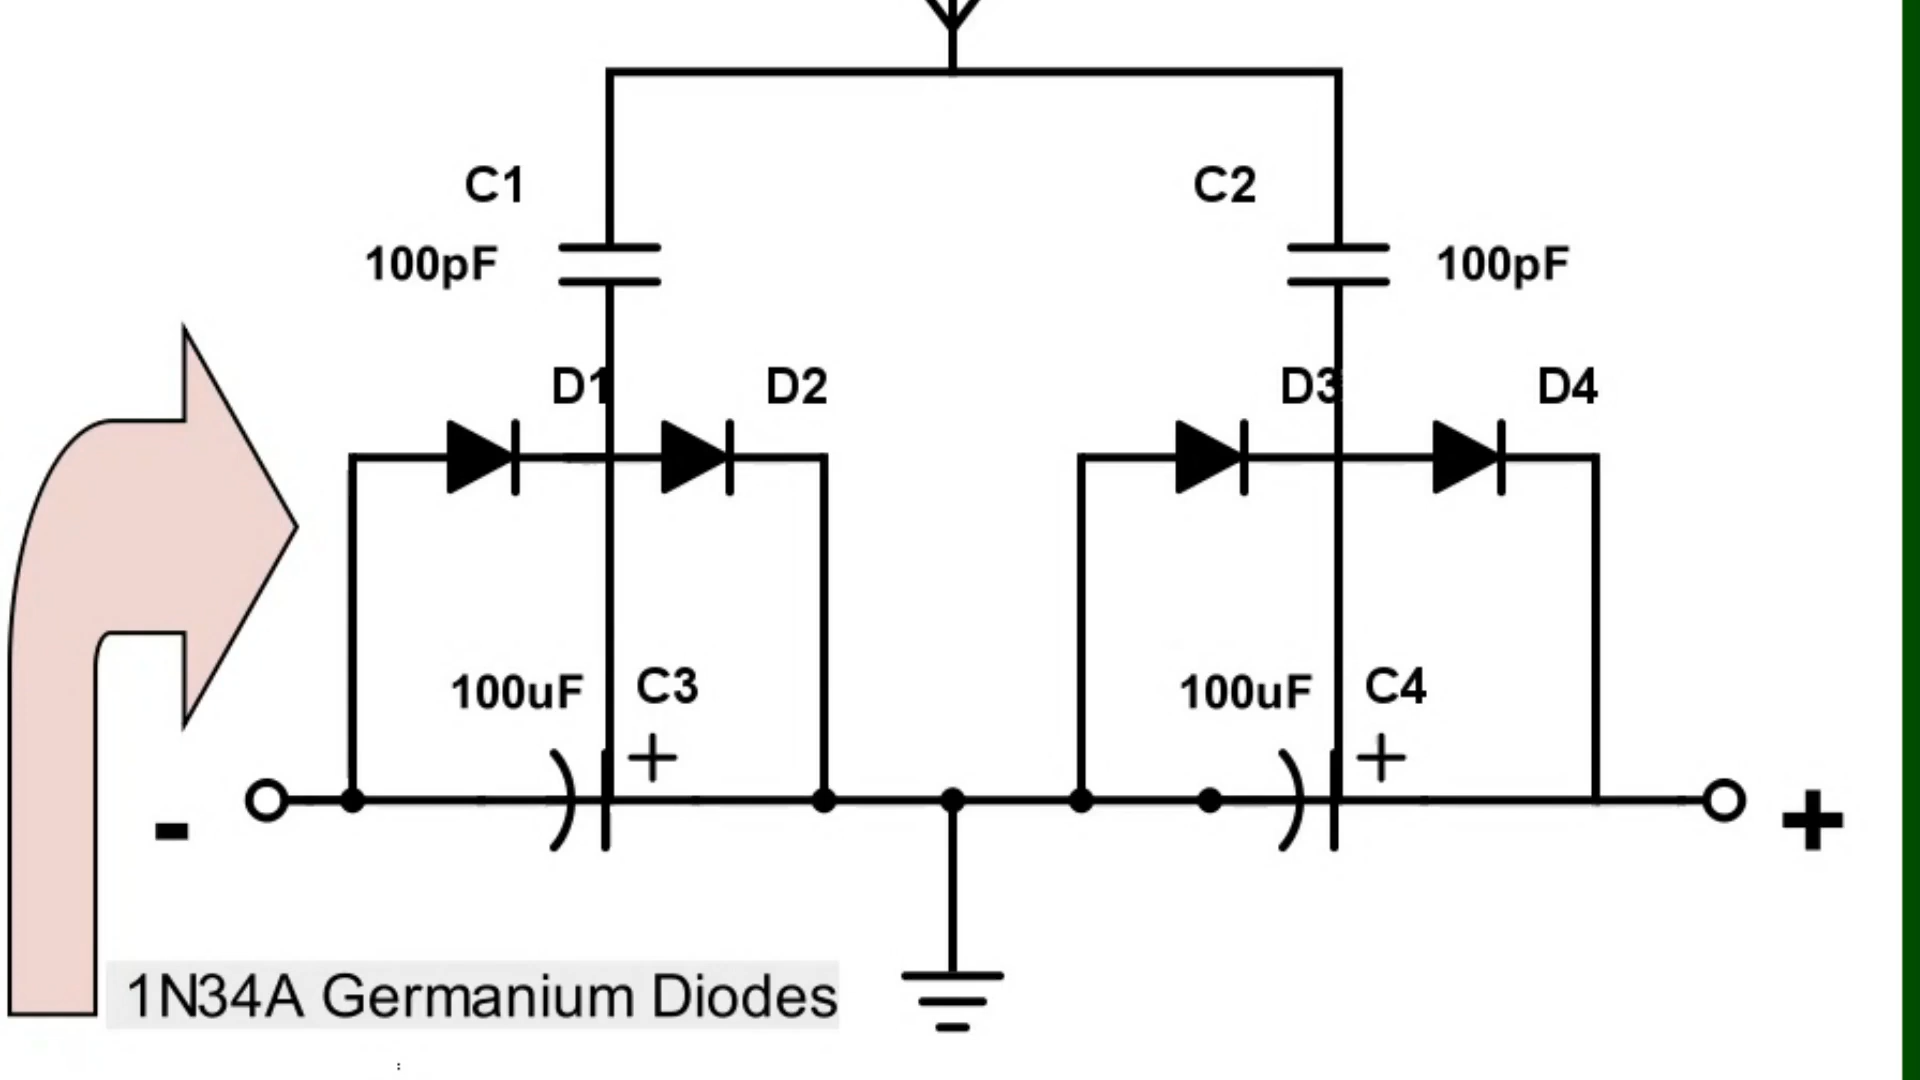 C1
C2
100pF
100pF
D1
D2
D3
D4
100uF
C3
100uF
C4
+
+
-
+
1N34A Germanium Diodes